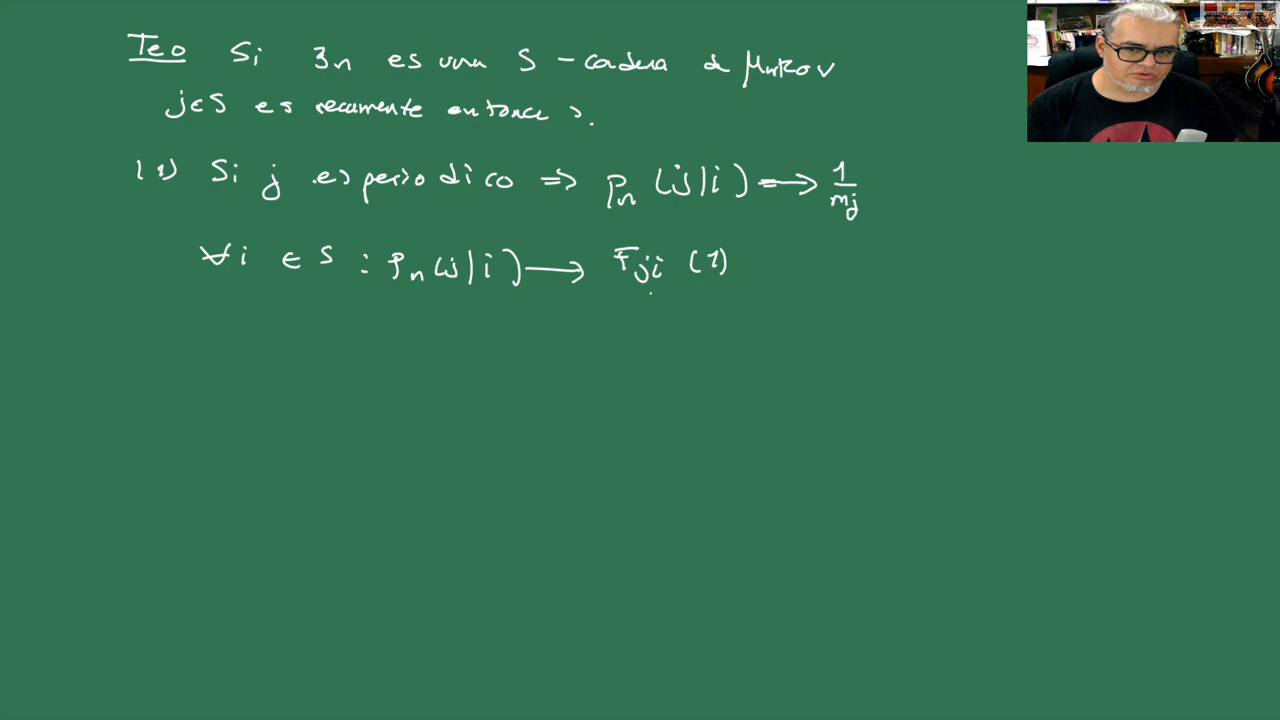 Teo Si ξn es una S - cadena de Markov
j∈S es recurrente entonces.
(1) Si j es periodico ⇒ pn (j|i) ⟶ 1/mj
∀i ∈ S : pn (j|i) ⟶ Fji (1)